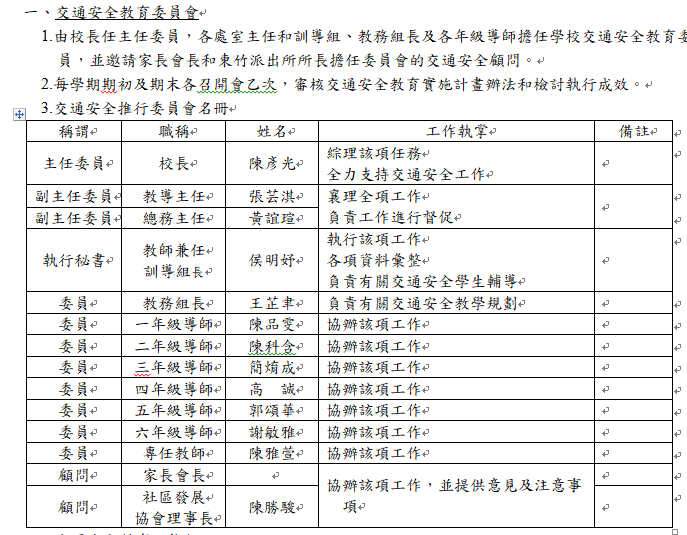 一、交通安全教育委員會
1.由校長任主任委員，各處室主任和訓導組、教務組長及各年級導師擔任學校交通安全教育委
員，並邀請家長會長和東竹派出所所長擔任委員會的交通安全顧問。
2.每學期期初及期末各召開會乙次，審核交通安全教育實施計畫辦法和檢討執行成效。
3.交通安全推行委員會名冊
稱謂 職稱 姓名 工作執掌 備註
主任委員 校長 陳彥光 綜理該項任務
全力支持交通安全工作
副主任委員 教導主任 張芸淇 襄理全項工作
副主任委員 總務主任 黃誼瑄 負責工作進行督促
執行秘書 教師兼任
訓導組長 侯明妤 執行該項工作
各項資料彙整
負責有關交通安全學生輔導
委員 教務組長 王芷聿 負責有關交通安全教學規劃
委員 一年級導師 陳品雯 協辦該項工作
委員 二年級導師 陳科含 協辦該項工作
委員 三年級導師 簡焴成 協辦該項工作
委員 四年級導師 高 誠 協辦該項工作
委員 五年級導師 郭頌華 協辦該項工作
委員 六年級導師 謝敏雅 協辦該項工作
委員 專任教師 陳雅萱 協辦該項工作
顧問 家長會長
協辦該項工作，並提供意見及注意事
項
顧問 社區發展
協會理事長 陳勝駿